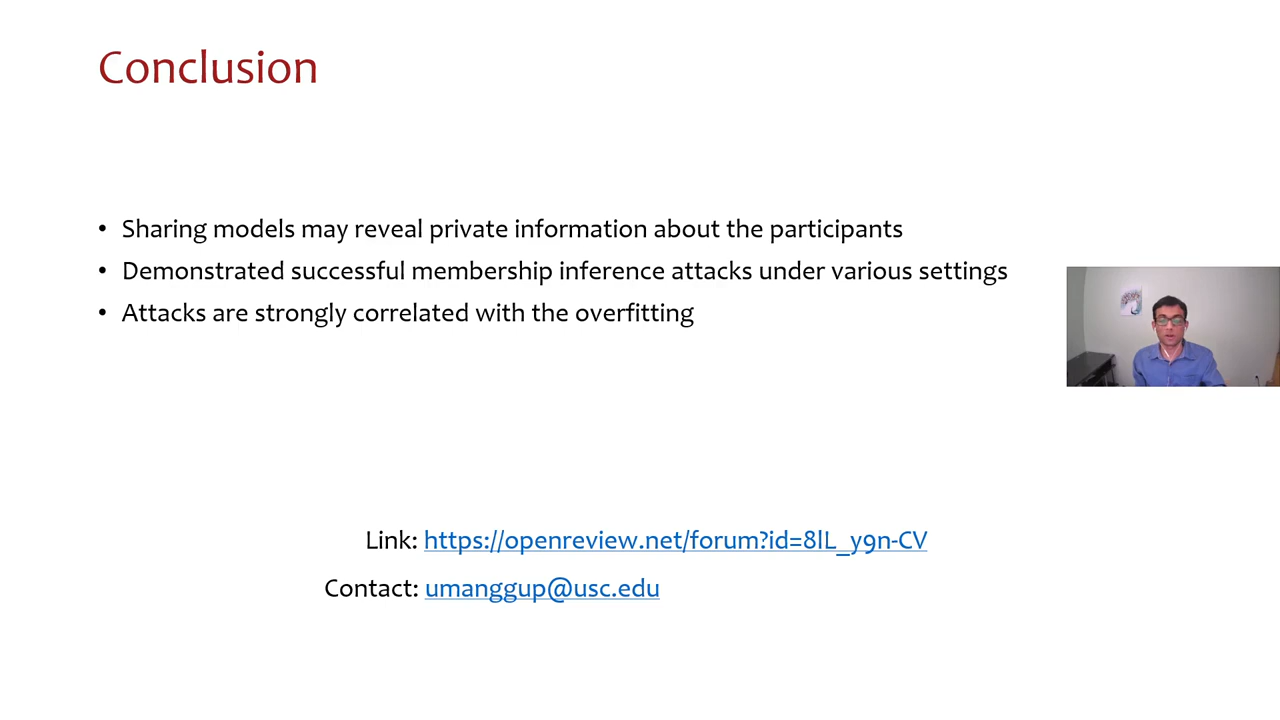 Conclusion
• Sharing models may reveal private information about the participants
• Demonstrated successful membership inference attacks under various settings
• Attacks are strongly correlated with the overfitting
Link: https://openreview.net/forum?id=8lL_y9n-CV
Contact: umanggup@usc.edu